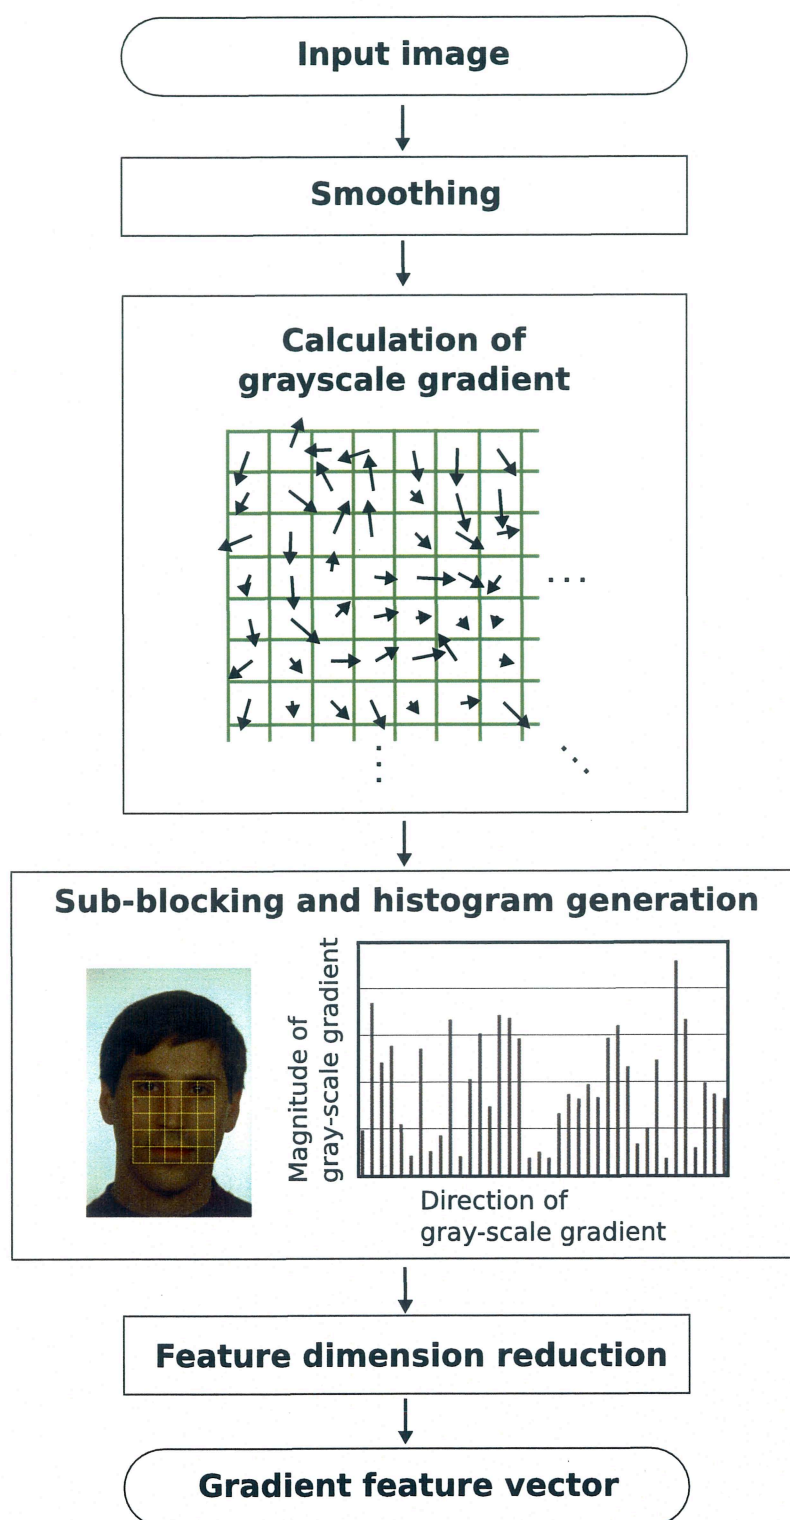 Input image
Smoothing
Calculation of
grayscale gradient
. . .
. . .
. . .
Sub-blocking and histogram generation
Magnitude of
gray-scale gradient
Direction of
gray-scale gradient
Feature dimension reduction
Gradient feature vector